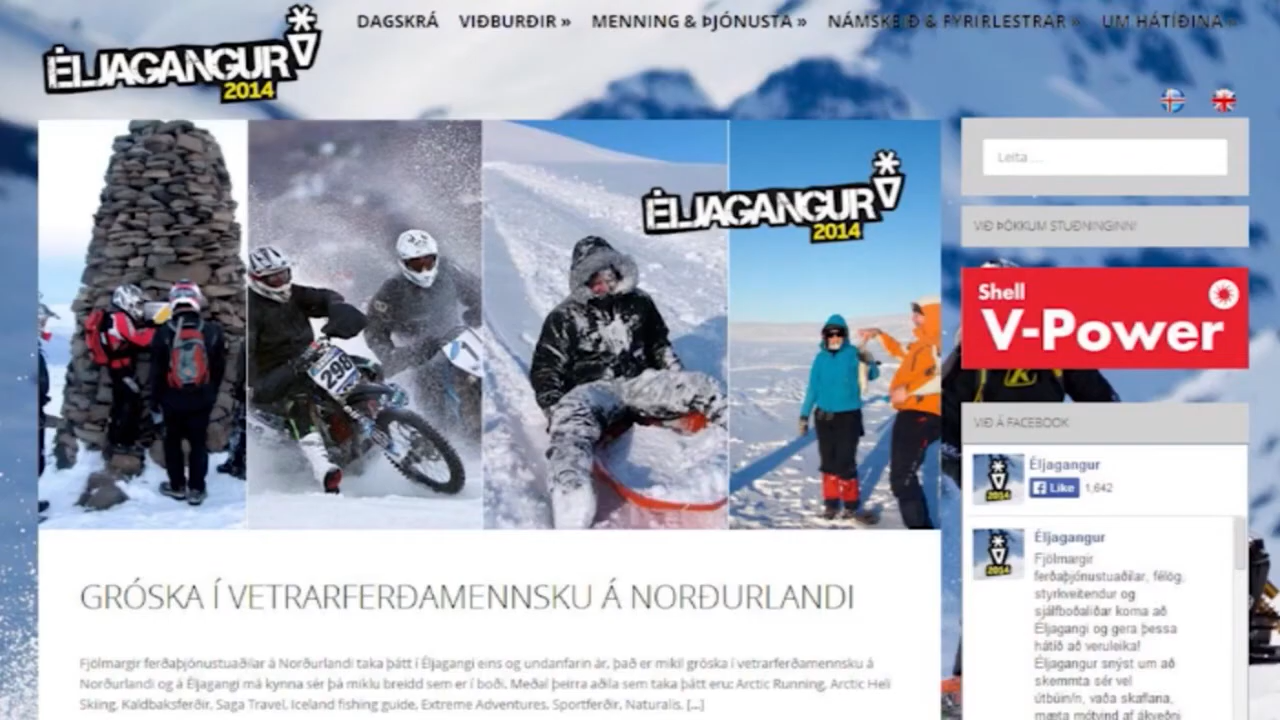 DAGSKRÁ VIÐBURÐIR » MENNING & ÞJÓNUSTA » NÁMSKEIÐ & FYRIRLESTRAR » UM HÁTÍÐINA »
ÉLJAGANGUR
2014
Leita ...
ÉLJAGANGUR
2014
VIÐ ÞÖKKUM STUÐNINGINN!
Shell
V-Power
298
1
VIÐ Á FACEBOOK
Éljagangur
Like 1,642
2014
Éljagangur
2014
Fjölmargir
ferðaþjónustuaðilar, félög,
styrkveitendur og
sjálfboðaliðar koma að
Éljagangi og gera þessa
hátíð að veruleika!
Éljagangur snýst um að
skemmta sér vel
útbúin/n, vaða skaflana,
mæta mótvind af ákveðni
GRÓSKA Í VETRARFERÐAMENNSKU Á NORÐURLANDI
Fjölmargir ferðaþjónustuaðilar á Norðurlandi taka þátt í Éljagangi eins og undanfarin ár, það er mikil gróska í vetrarferðamennsku á
Norðurlandi og á Éljagangi má kynna sér þá miklu breidd sem er í boði. Meðal þeirra aðila sem taka þátt eru: Arctic Running, Arctic Heli
Skiing, Kaldbaksferðir, Saga Travel, Iceland fishing guide, Extreme Adventures, Sportferðir, Naturalis. [...]